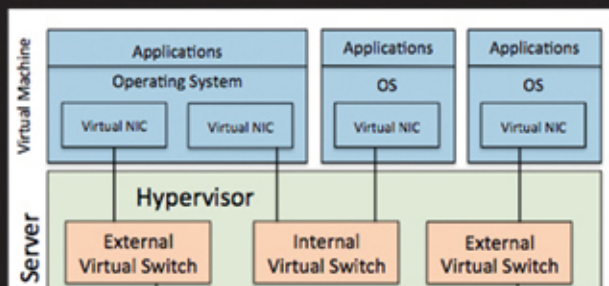 Virtual Machine
Applications
Operating System
Virtual NIC
Virtual NIC
Applications
OS
Virtual NIC
Applications
OS
Virtual NIC
Server
Hypervisor
External
Virtual Switch
Internal
Virtual Switch
External
Virtual Switch